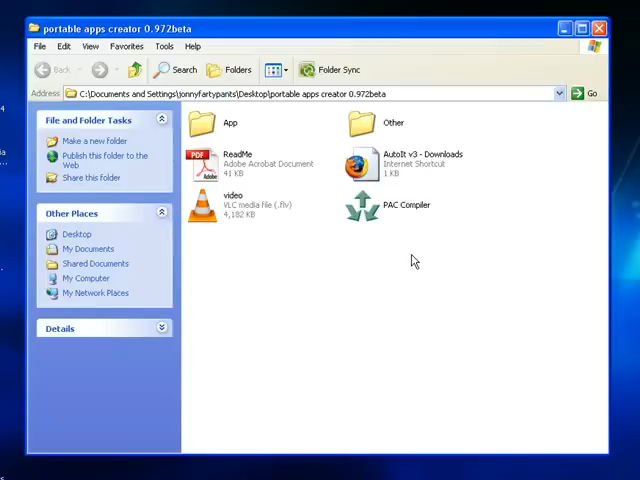 portable apps creator 0.972beta
File Edit View Favorites Tools Help
Back Search Folders Folder Sync
Address C:\Documents and Settings\jonnyfartypants\Desktop\portable apps creator 0.972beta Go
File and Folder Tasks
Make a new folder
Publish this folder to the
Web
Share this folder
Other Places
Desktop
My Documents
Shared Documents
My Computer
My Network Places
Details
App
Other
PDF
Adobe
ReadMe
Adobe Acrobat Document
41 KB
AutoIt v3 - Downloads
Internet Shortcut
1 KB
video
VLC media file (.flv)
4,182 KB
PAC Compiler